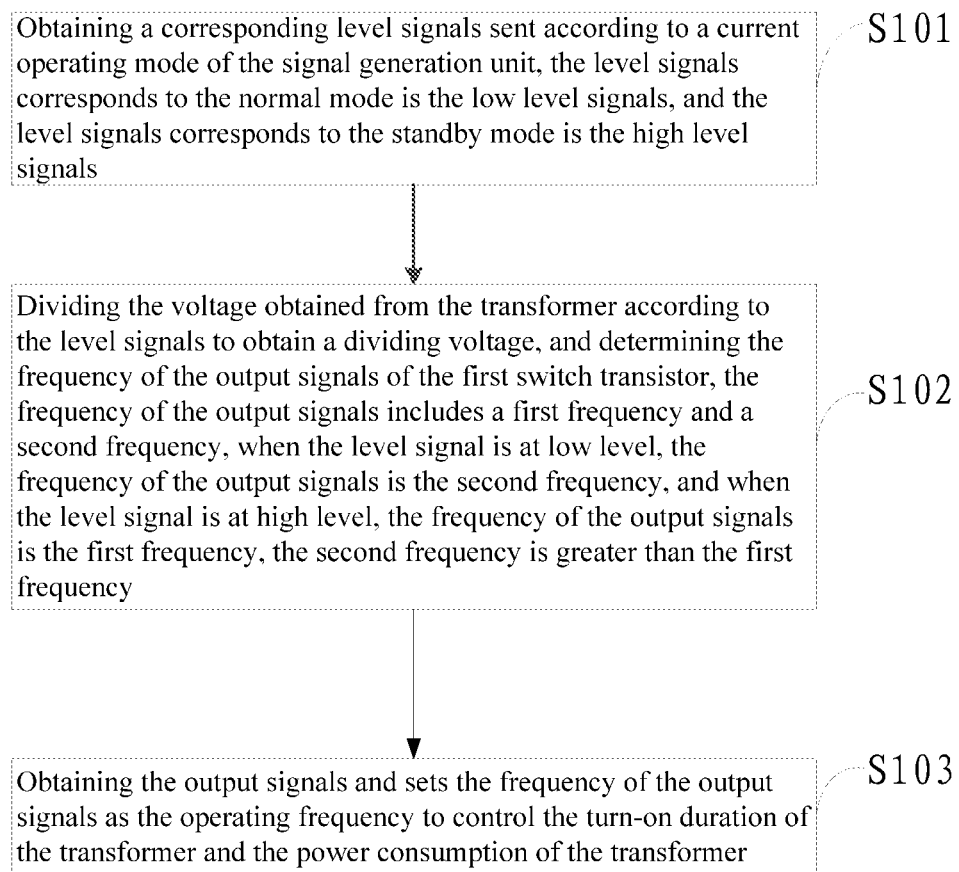 Obtaining a corresponding level signals sent according to a current
operating mode of the signal generation unit, the level signals
corresponds to the normal mode is the low level signals, and the
level signals corresponds to the standby mode is the high level
signals
S101
Dividing the voltage obtained from the transformer according to
the level signals to obtain a dividing voltage, and determining the
frequency of the output signals of the first switch transistor, the
frequency of the output signals includes a first frequency and a
second frequency, when the level signal is at low level, the
frequency of the output signals is the second frequency, and when
the level signal is at high level, the frequency of the output signals
is the first frequency, the second frequency is greater than the first
frequency
S102
Obtaining the output signals and sets the frequency of the output
signals as the operating frequency to control the turn-on duration of
the transformer and the power consumption of the transformer
S103